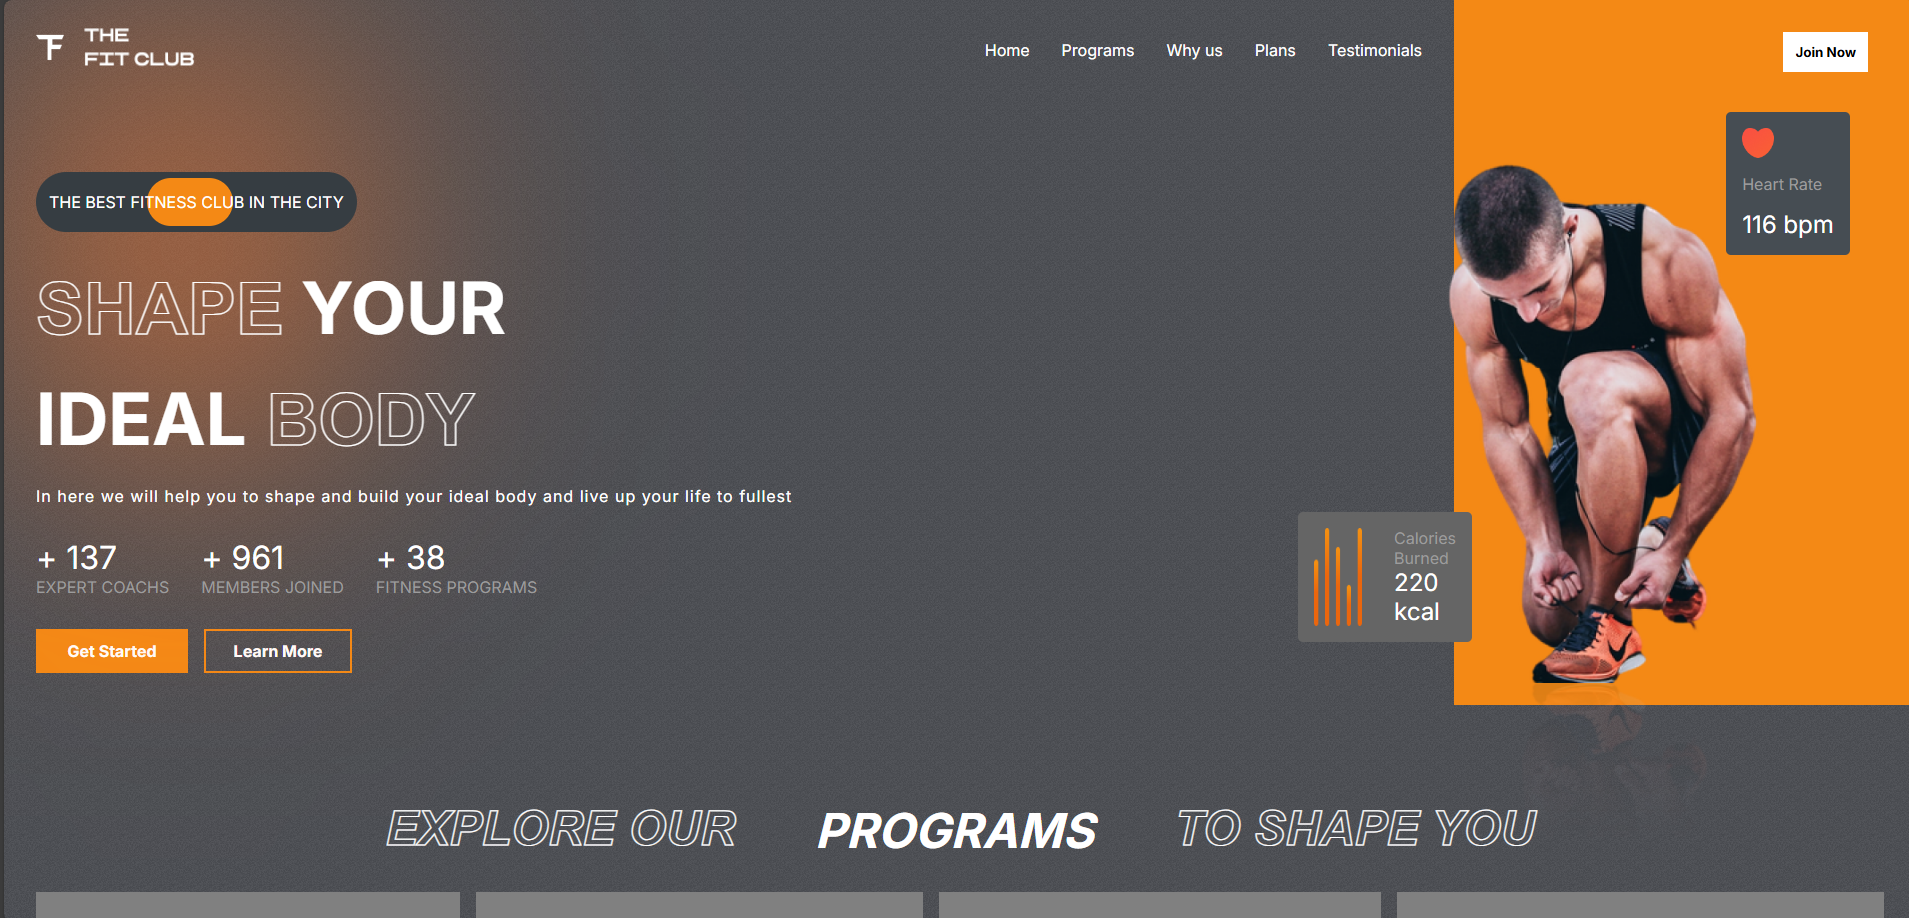 THE
FIT CLUB
Home
Programs
Why us
Plans
Testimonials
Join Now
Heart Rate
116 bpm
THE BEST FITNESS CLUB IN THE CITY
SHAPE YOUR
IDEAL BODY
In here we will help you to shape and build your ideal body and live up your life to fullest
+ 137
EXPERT COACHS
+ 961
MEMBERS JOINED
+ 38
FITNESS PROGRAMS
Calories
Burned
220
kcal
Get Started
Learn More
EXPLORE OUR
PROGRAMS
TO SHAPE YOU